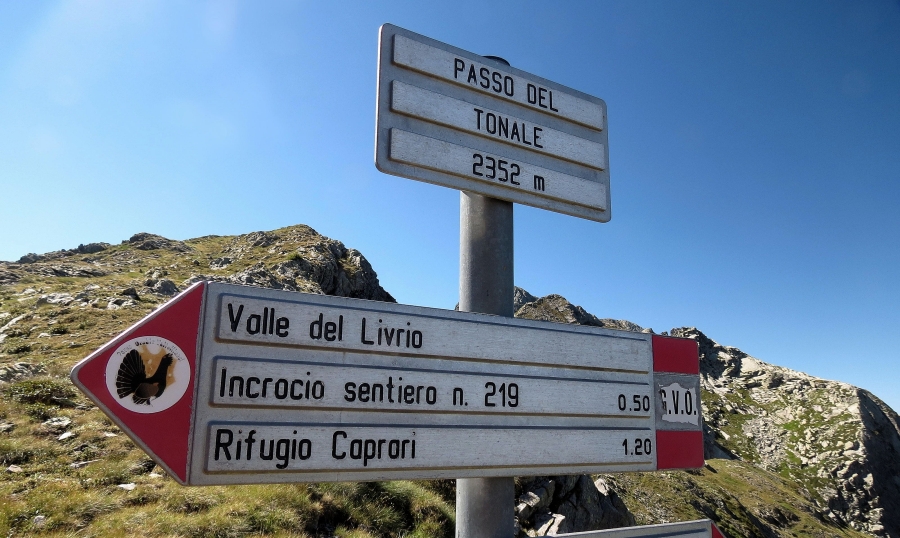 PASSO DEL
TONALE
2352 m
Valle del Livrio
Incrocio sentiero n. 219 0.50
Rifugio Caprari 1.20
G.V.O.